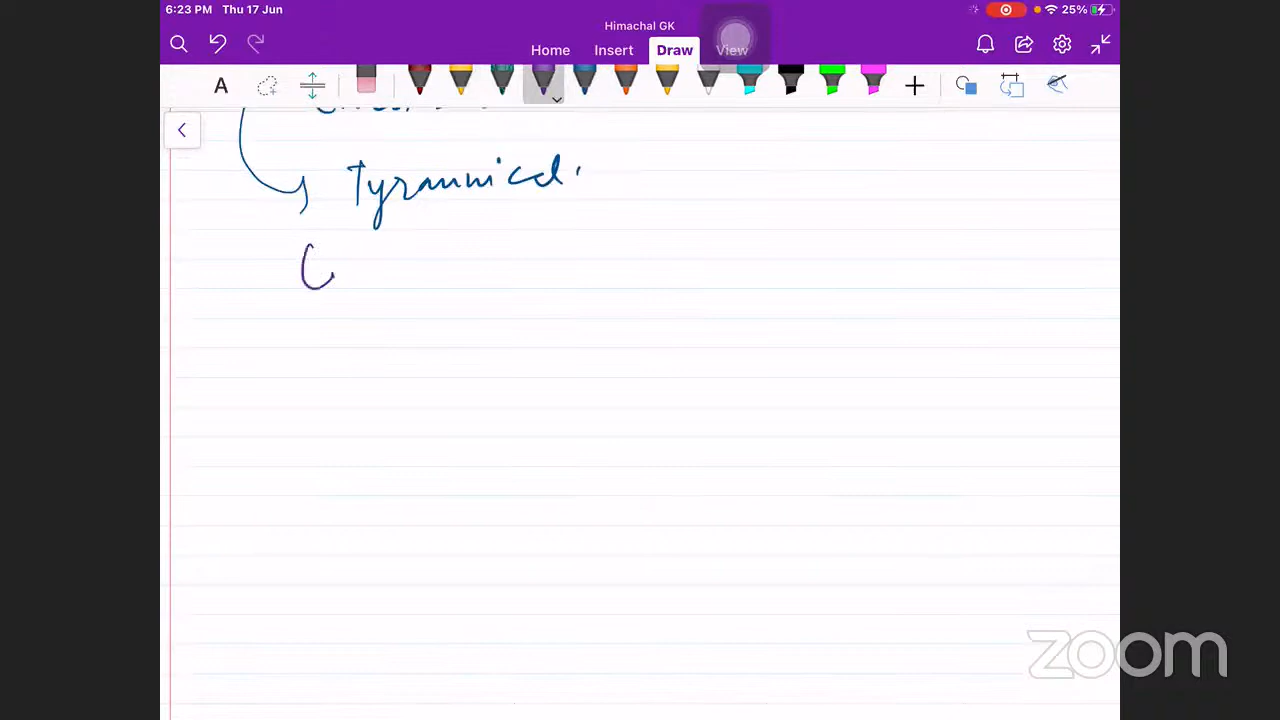 6:23 PM Thu 17 Jun 25%
Himachal GK
Home Insert Draw View
A
Tyrannical.
C
zoom